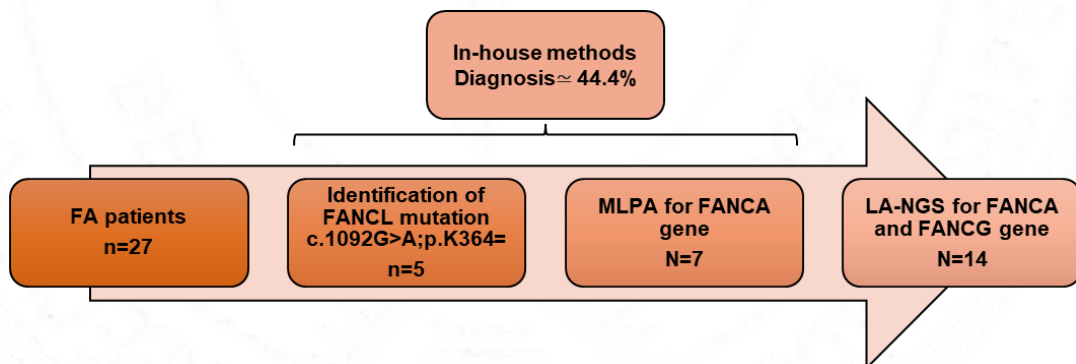 In-house methods
Diagnosis≃ 44.4%
FA patients
n=27
Identification of
FANCL mutation
c.1092G>A;p.K364=
n=5
MLPA for FANCA
gene
N=7
LA-NGS for FANCA
and FANCG gene
N=14